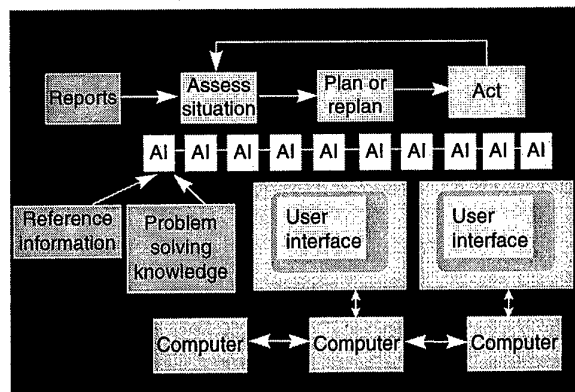 Reports
Assess
situation
Plan or
replan
Act
AI AI AI AI AI AI AI AI AI AI
Reference
information
Problem
solving
knowledge
User
interface
User
interface
Computer
Computer
Computer